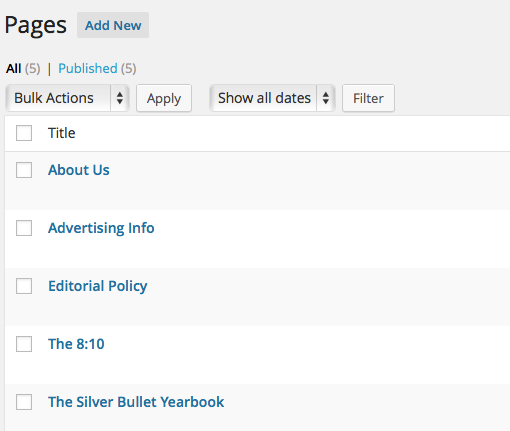 Pages Add New
All (5) | Published (5)
Bulk Actions Apply Show all dates Filter
Title
About Us
Advertising Info
Editorial Policy
The 8:10
The Silver Bullet Yearbook